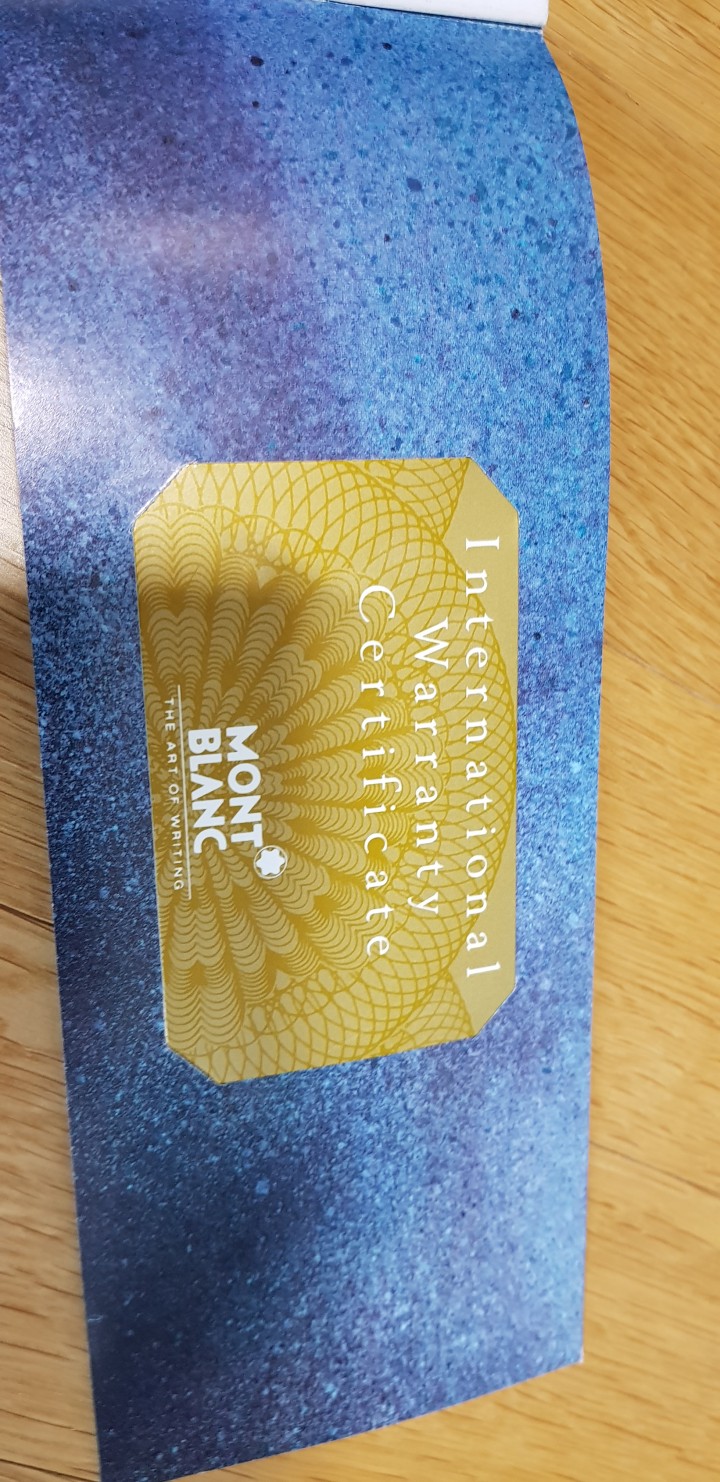 International
Warranty
Certificate
MONT
BLANC
THE ART OF WRITING